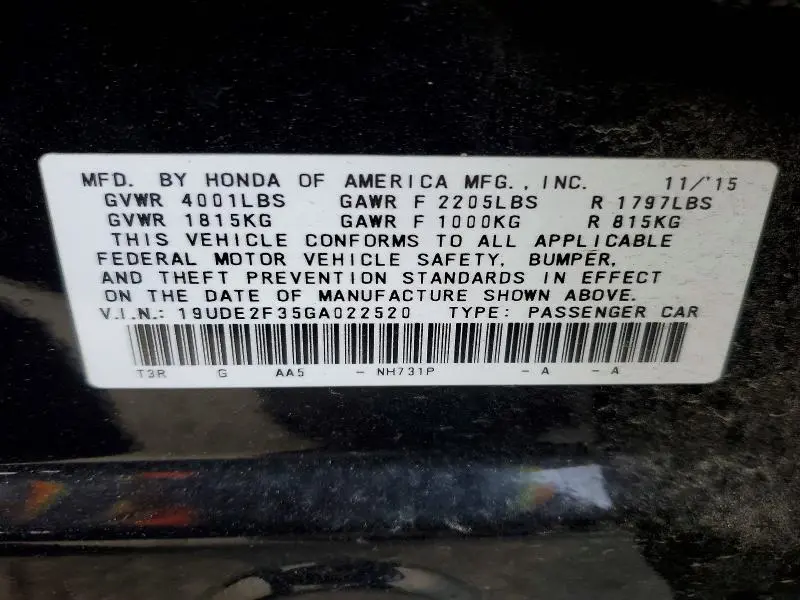 MFD. BY HONDA OF AMERICA MFG., INC. 11/'15
GVWR 4001LBS GAWR F 2205LBS R 1797LBS
GVWR 1815KG GAWR F 1000KG R 815KG
THIS VEHICLE CONFORMS TO ALL APPLICABLE
FEDERAL MOTOR VEHICLE SAFETY, BUMPER,
AND THEFT PREVENTION STANDARDS IN EFFECT
ON THE DATE OF MANUFACTURE SHOWN ABOVE.
V.I.N.: 19UDE2F35GA022520 TYPE: PASSENGER CAR
T3R G AA5 - NH731P - A - A